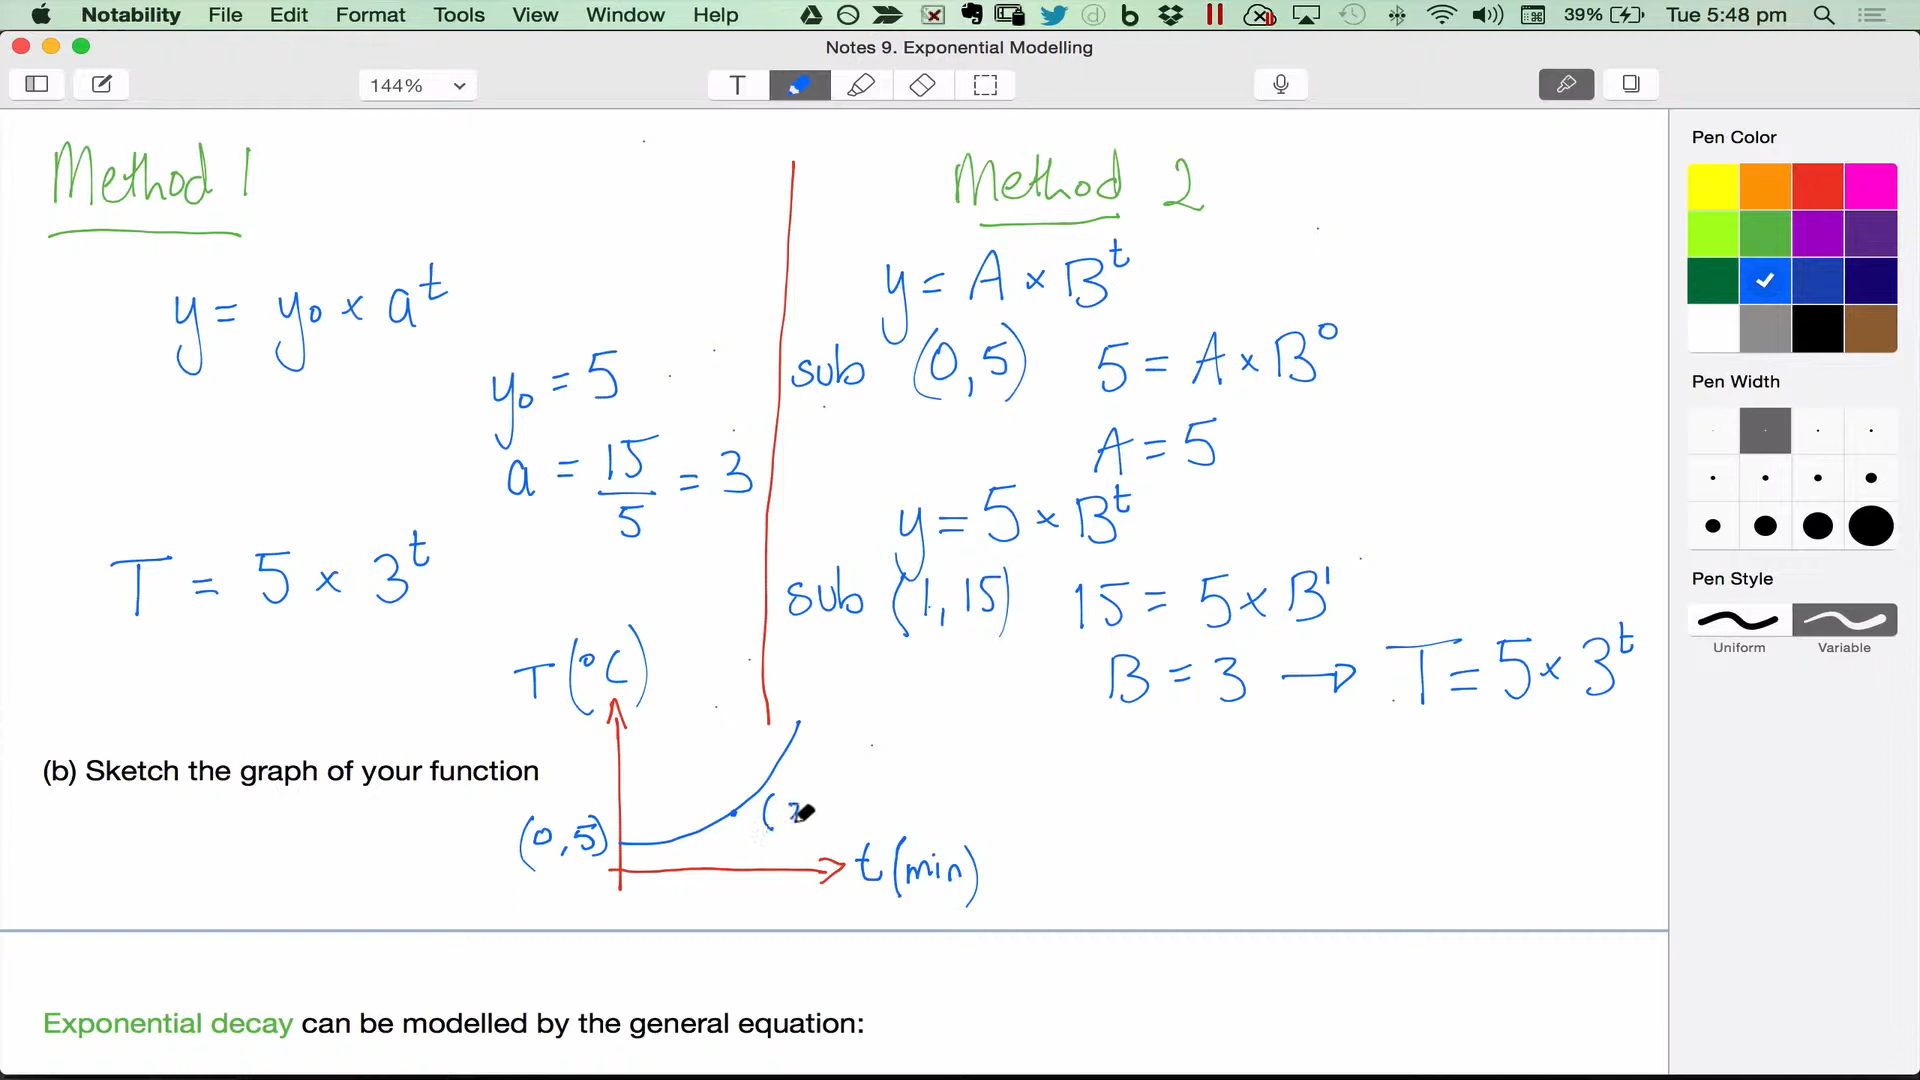 Notability File Edit Format Tools View Window Help 39% Tue 5:48 pm
Notes 9. Exponential Modelling
144% T
Method 1
y = y₀ × a^t
y₀ = 5
a = 15/5 = 3
T = 5 × 3^t
Method 2
y = A × B^t
sub (0,5) 5 = A × B⁰
A = 5
y = 5 × B^t
sub (1,15) 15 = 5 × B¹
B = 3 → T = 5 × 3^t
T (°C)
(b) Sketch the graph of your function
(
(0,5)
t (min)
Exponential decay can be modelled by the general equation:
Pen Color
Pen Width
Pen Style
Uniform Variable